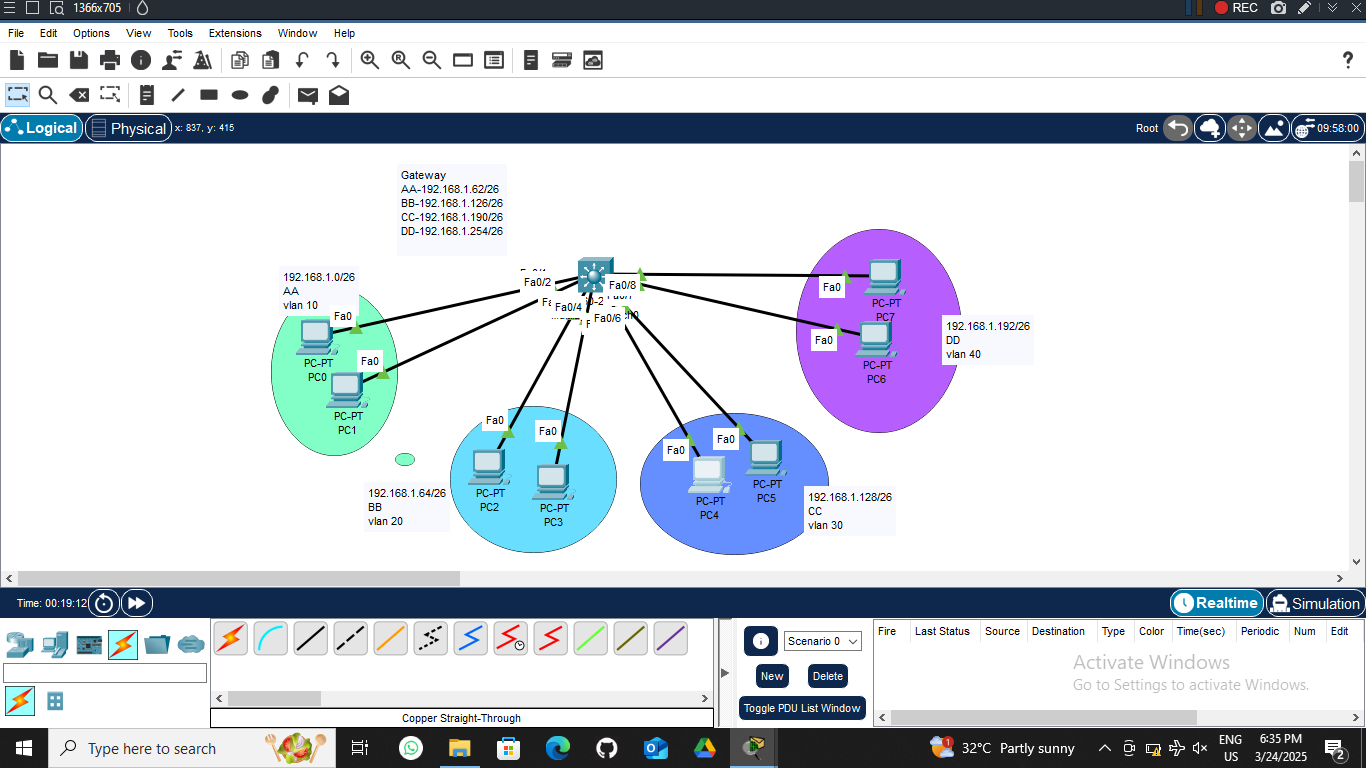 1366x705
REC
File Edit Options View Tools Extensions Window Help
?
Logical
Physical
x: 837, y: 415
Root
09:58:00
Gateway
AA-192.168.1.62/26
BB-192.168.1.126/26
CC-192.168.1.190/26
DD-192.168.1.254/26
192.168.1.0/26
AA
vlan 10
Fa0/2
Fa0/8
Fa0/4
Fa0/6
Fa0
PC-PT
PC0
Fa0
PC-PT
PC1
Fa0
PC-PT
PC7
Fa0
PC-PT
PC6
192.168.1.192/26
DD
vlan 40
Fa0
PC-PT
PC2
Fa0
PC-PT
PC3
192.168.1.64/26
BB
vlan 20
Fa0
PC-PT
PC4
Fa0
PC-PT
PC5
192.168.1.128/26
CC
vlan 30
Time: 00:19:12
Realtime
Simulation
Scenario 0
New
Delete
Toggle PDU List Window
Fire Last Status Source Destination Type Color Time(sec) Periodic Num Edit
Activate Windows
Go to Settings to activate Windows.
Copper Straight-Through
Type here to search
1
32°C Partly sunny
ENG
US
6:35 PM
3/24/2025
2